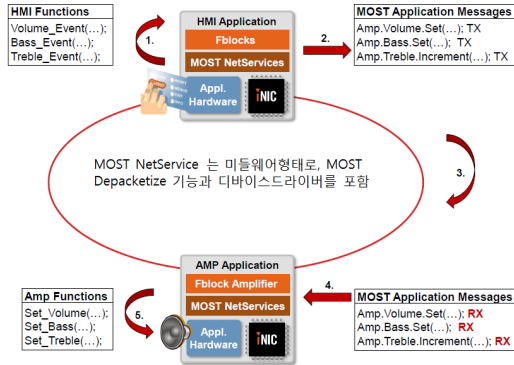 HMI Functions
Volume_Event(…);
Bass_Event(…);
Treble_Event(…);
1.
HMI Application
Fblocks
MOST NetServices
Appl.
Hardware
iNIC
2.
MOST Application Messages
Amp.Volume.Set(…); TX
Amp.Bass.Set(…); TX
Amp.Treble.Increment(…); TX
MOST NetService 는 미들웨어형태로, MOST
Depacketize 기능과 디바이스드라이버를 포함
3.
AMP Application
Fblock Amplifier
MOST NetServices
Appl.
Hardware
iNIC
4.
MOST Application Messages
Amp.Volume.Set(…); RX
Amp.Bass.Set(…); RX
Amp.Treble.Increment(…); RX
Amp Functions
Set_Volume(…);
Set_Bass(…);
Set_Treble(…);
5.